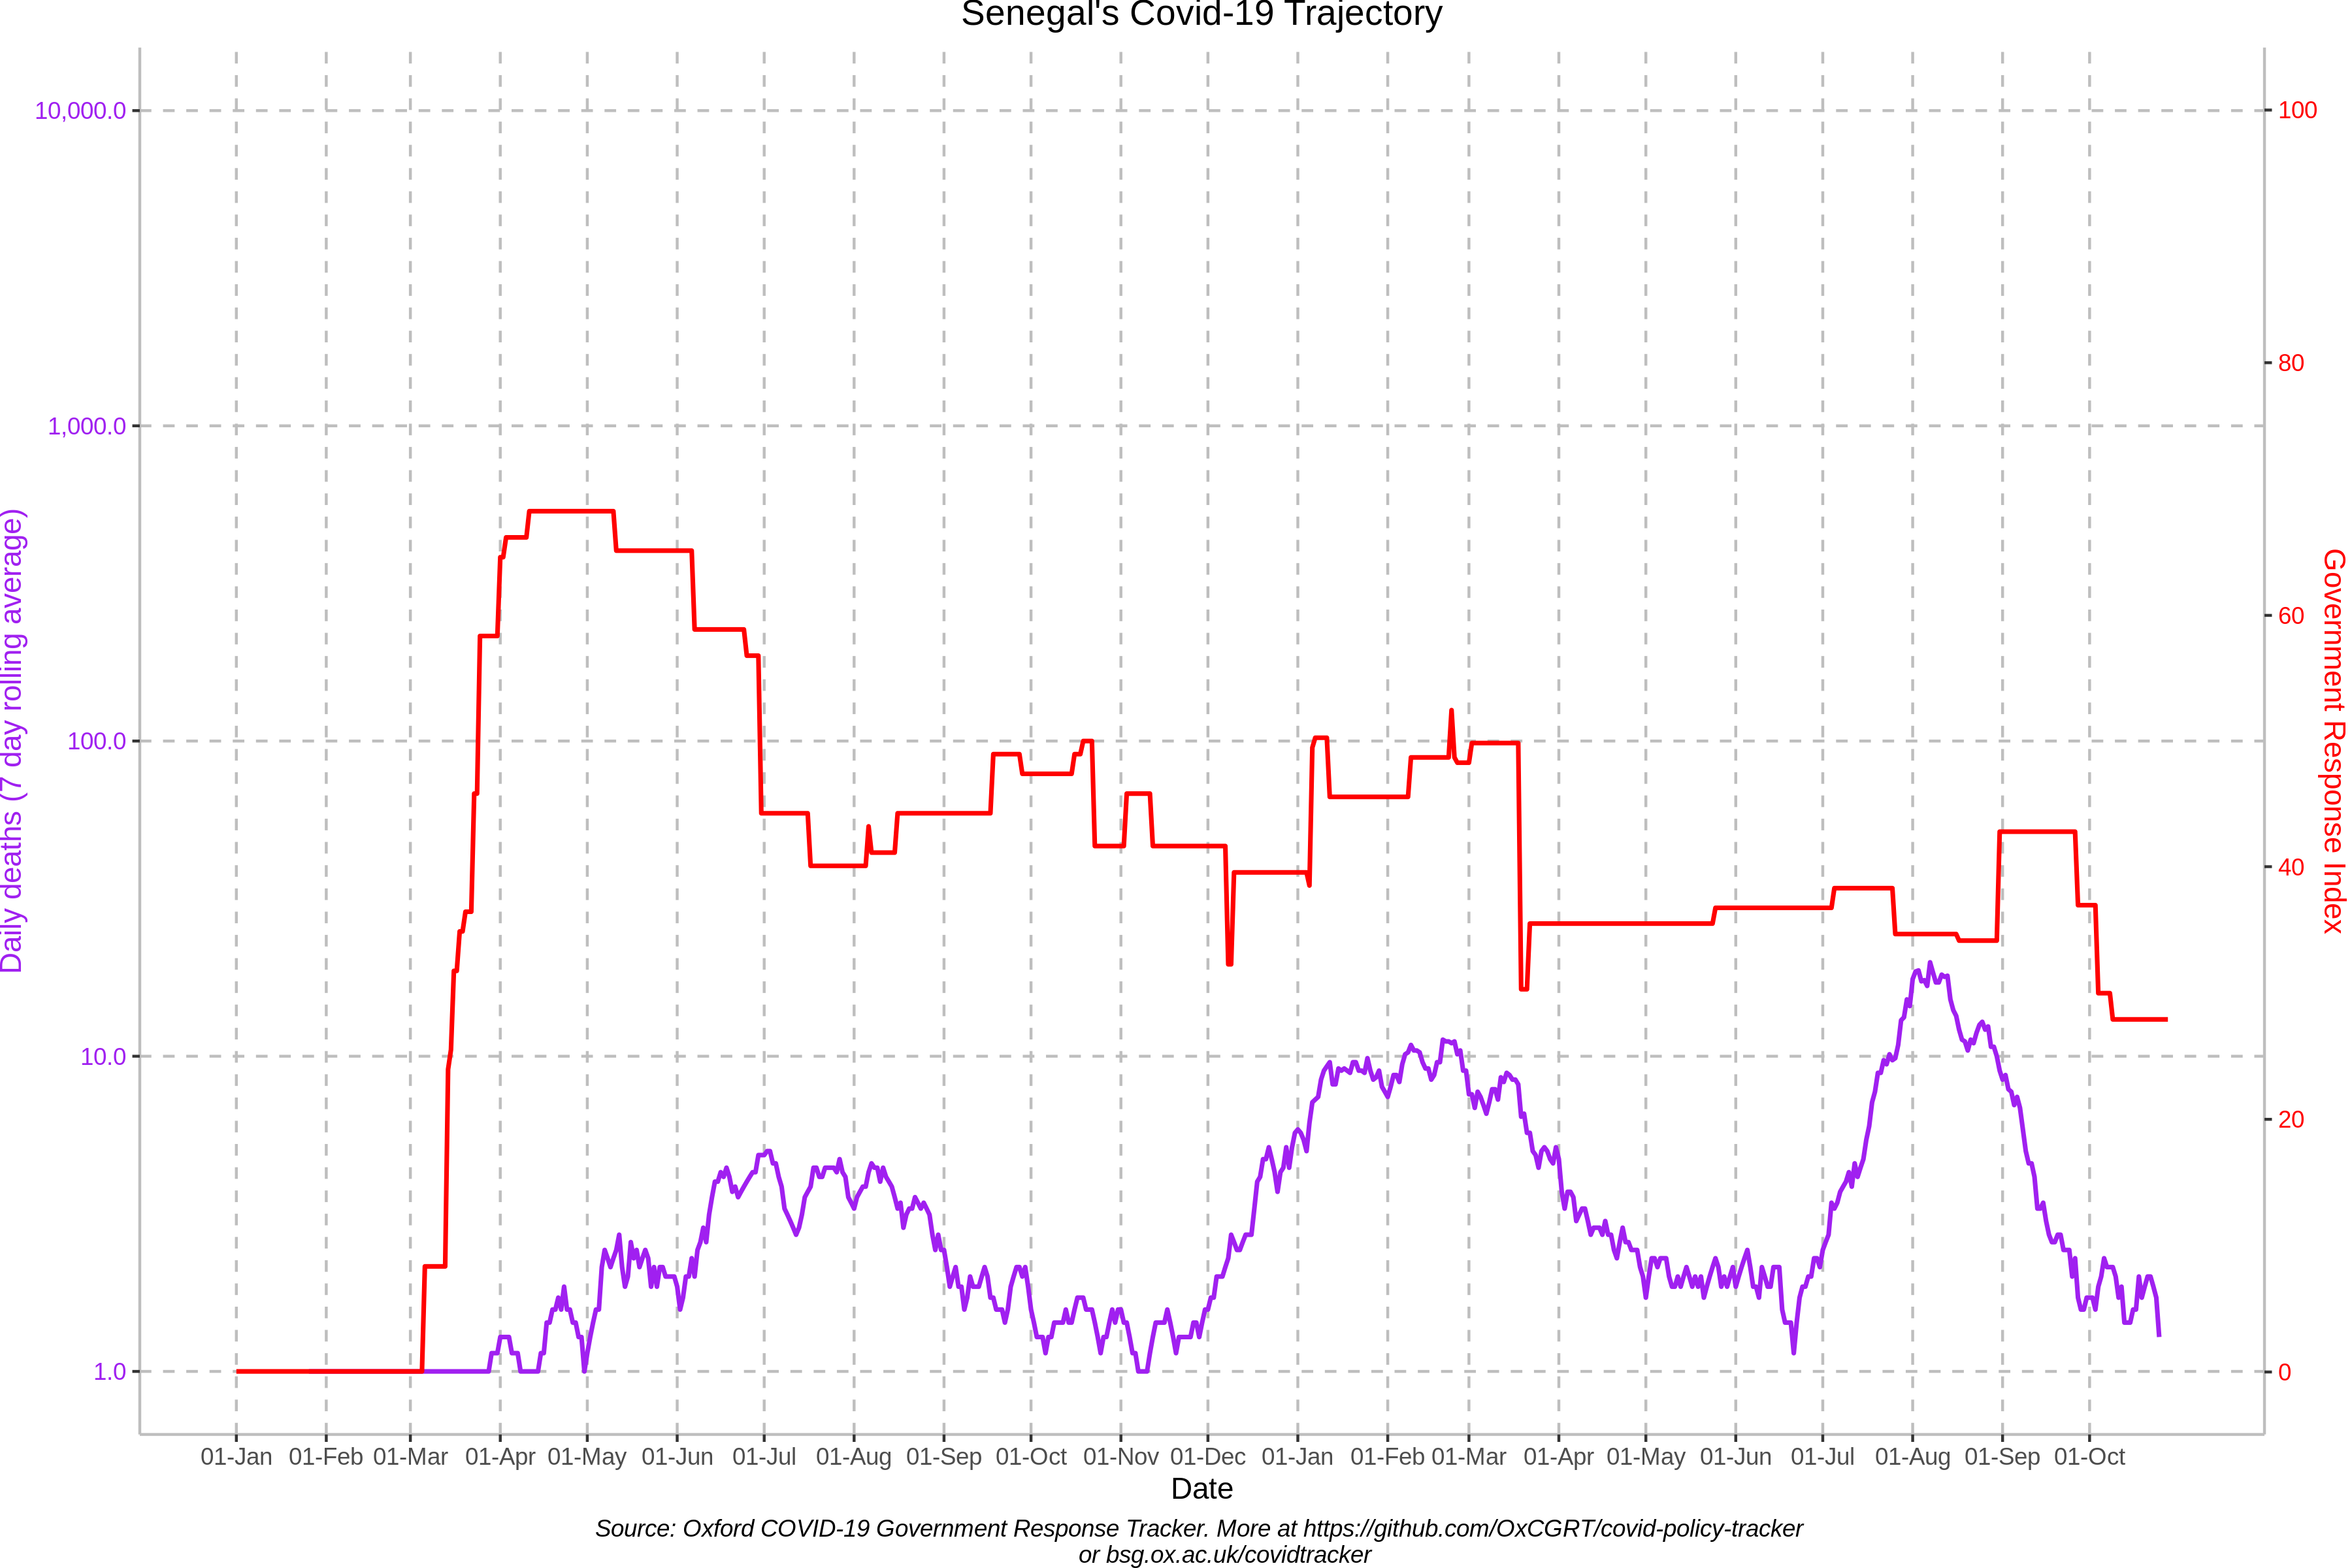 Senegal's Covid-19 Trajectory
10,000.0
1,000.0
100.0
10.0
1.0
Daily deaths (7 day rolling average)
100
80
60
40
20
0
Government Response Index
01-Jan 01-Feb 01-Mar 01-Apr 01-May 01-Jun 01-Jul 01-Aug 01-Sep 01-Oct 01-Nov 01-Dec 01-Jan 01-Feb 01-Mar 01-Apr 01-May 01-Jun 01-Jul 01-Aug 01-Sep 01-Oct
Date
Source: Oxford COVID-19 Government Response Tracker. More at https://github.com/OxCGRT/covid-policy-tracker
or bsg.ox.ac.uk/covidtracker